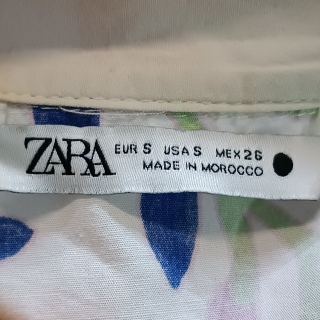 ZARA
EUR S USA S MEX 26
MADE IN MOROCCO